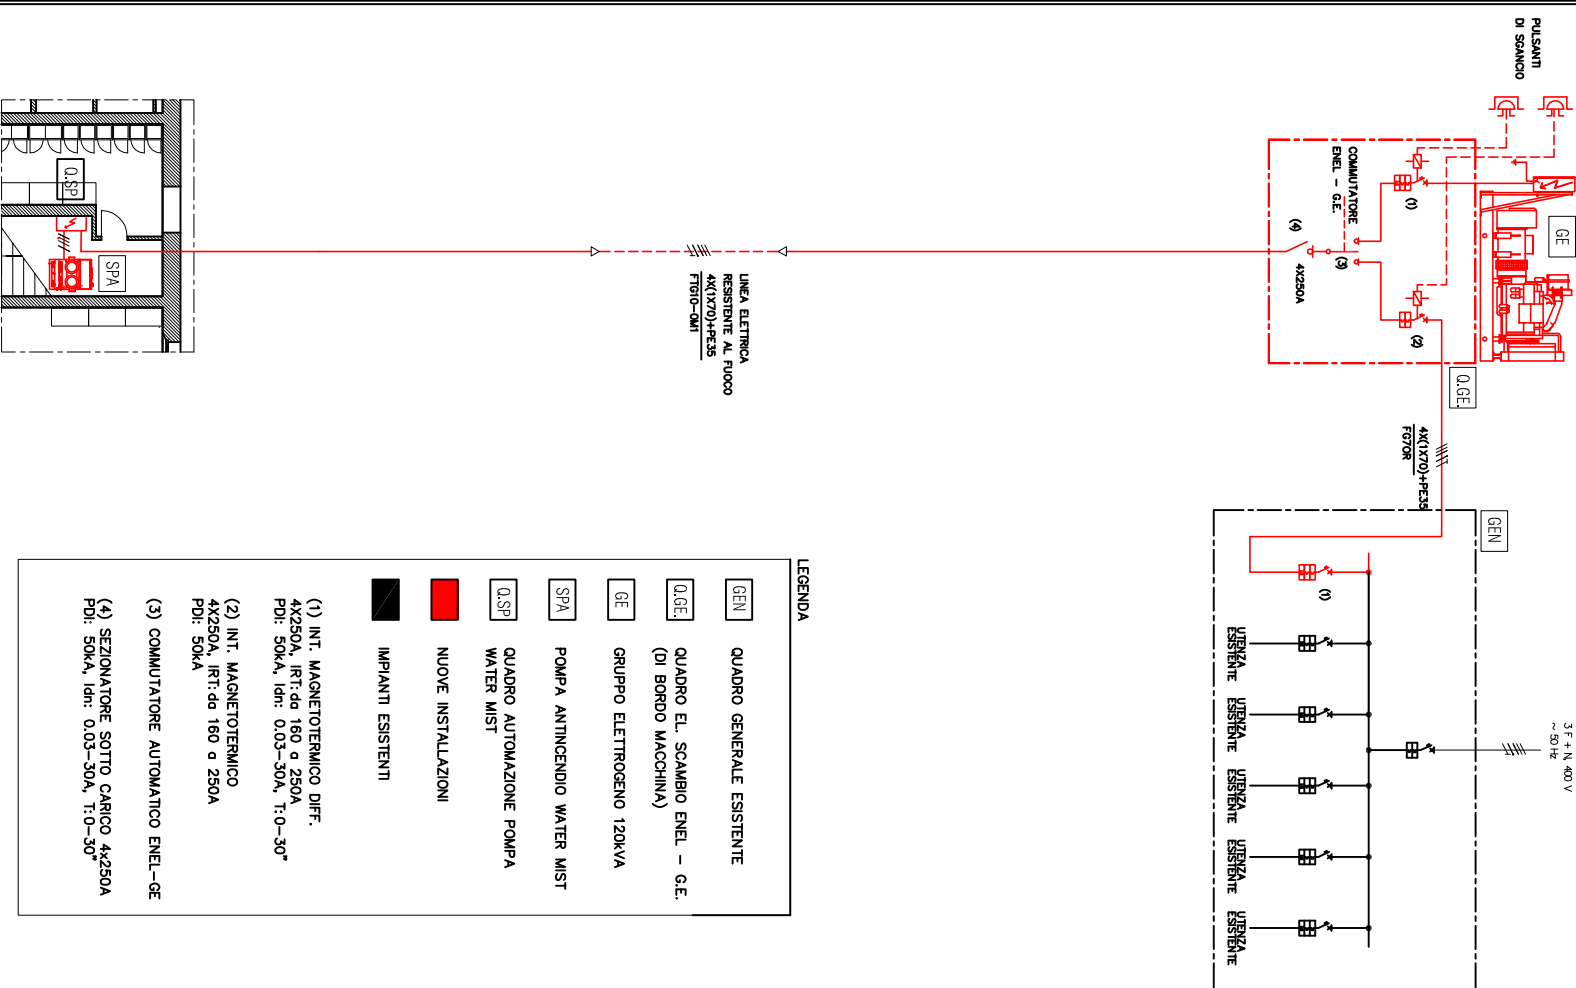 PULSANTI
DI SGANCIO
GE
COMMUTATORE
ENEL - G.E.
(1)
(2)
(3)
(4)
4X250A
Q.GE.
LINEA ELETTRICA
RESISTENTE AL FUOCO
4X(1X70)+PE35
FTG10-OM1
Q.SP
SPA
4X(1X70)+PE35
FG7OR
GEN
3 F + N, 400 V
~ 50 Hz
(1)
UTENZA
ESISTENTE
UTENZA
ESISTENTE
UTENZA
ESISTENTE
UTENZA
ESISTENTE
UTENZA
ESISTENTE
LEGENDA
GEN QUADRO GENERALE ESISTENTE
Q.GE. QUADRO EL. SCAMBIO ENEL - G.E.
(DI BORDO MACCHINA)
GE GRUPPO ELETTROGENO 120kVA
SPA POMPA ANTINCENDIO WATER MIST
Q.SP QUADRO AUTOMAZIONE POMPA
WATER MIST
NUOVE INSTALLAZIONI
IMPIANTI ESISTENTI
(1) INT. MAGNETOTERMICO DIFF.
4X250A, IRT: da 160 a 250A
PDI: 50kA, Idn: 0.03-30A, T:0-30"
(2) INT. MAGNETOTERMICO
4X250A, IRT: da 160 a 250A
PDI: 50kA
(3) COMMUTATORE AUTOMATICO ENEL-GE
(4) SEZIONATORE SOTTO CARICO 4x250A
PDI: 50kA, Idn: 0.03-30A, T:0-30"